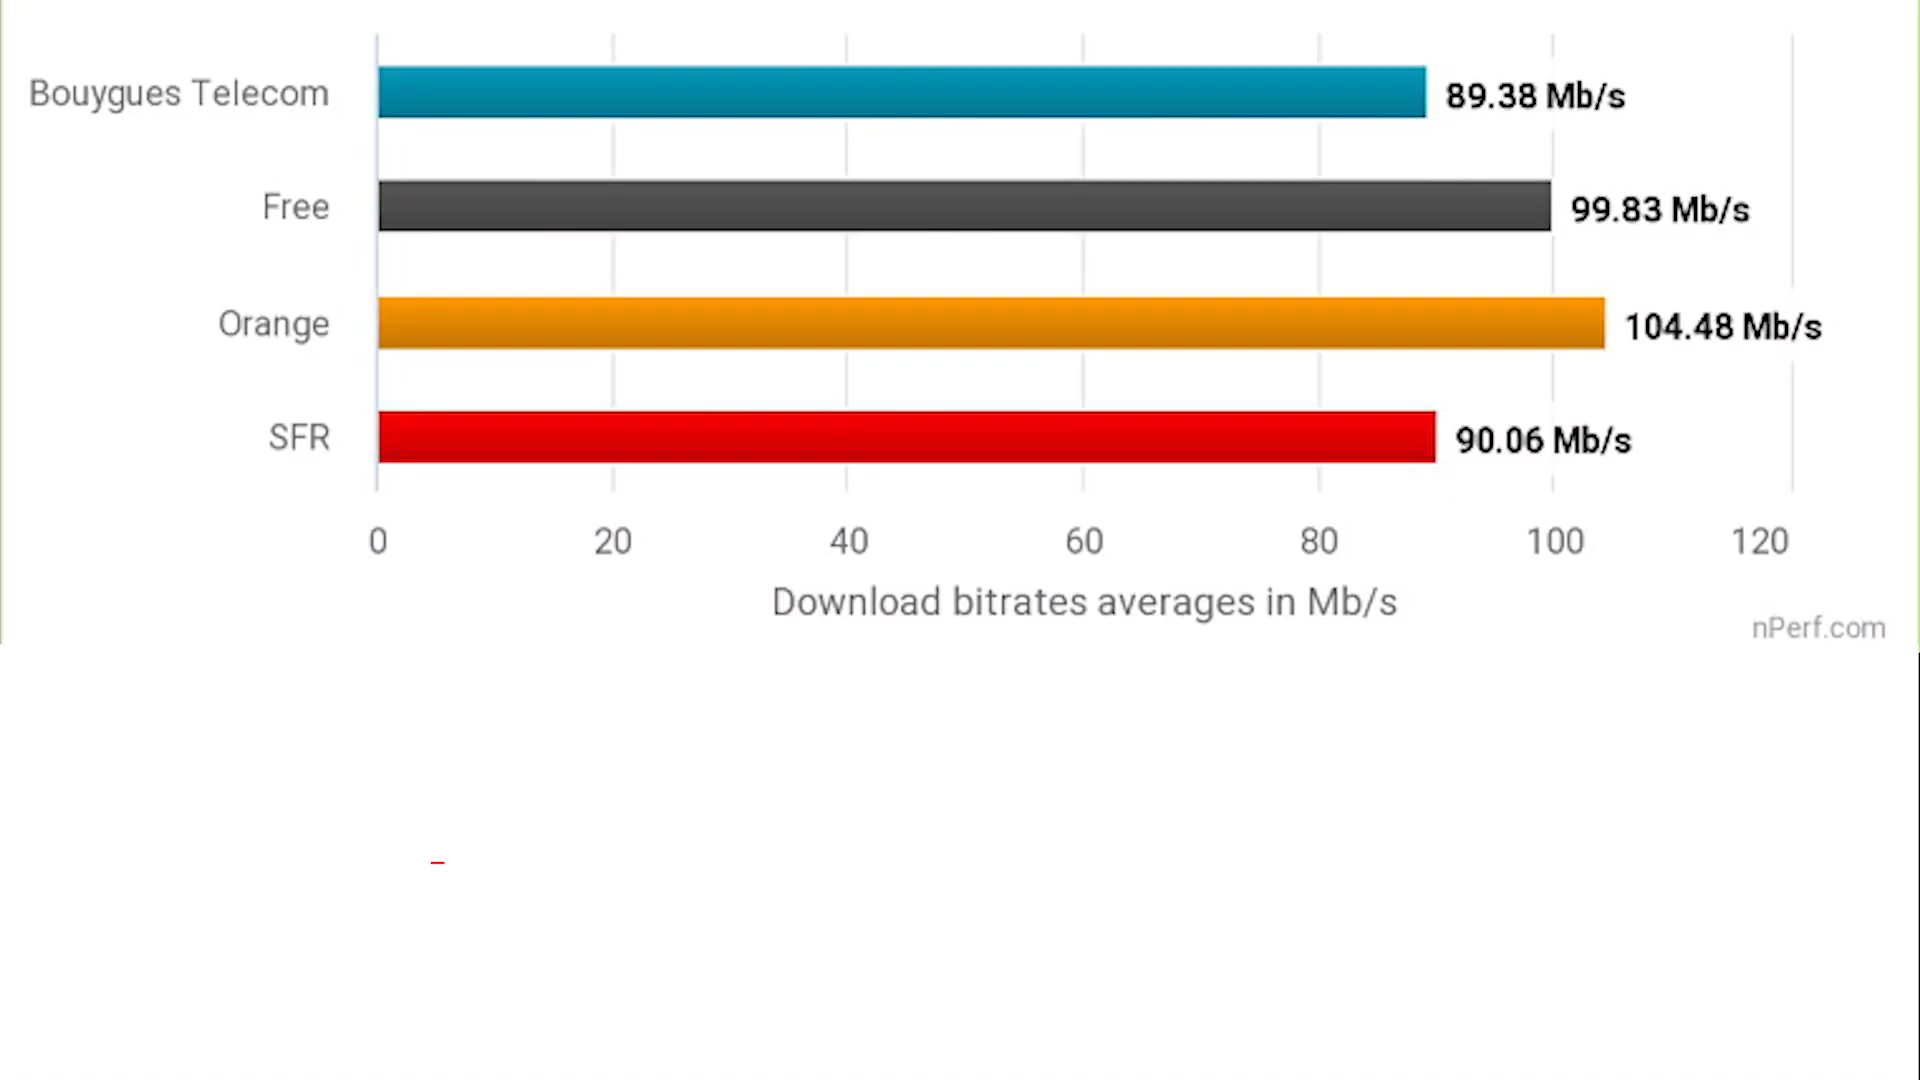 Bouygues Telecom 89.38 Mb/s
Free 99.83 Mb/s
Orange 104.48 Mb/s
SFR 90.06 Mb/s
0 20 40 60 80 100 120
Download bitrates averages in Mb/s
nPerf.com